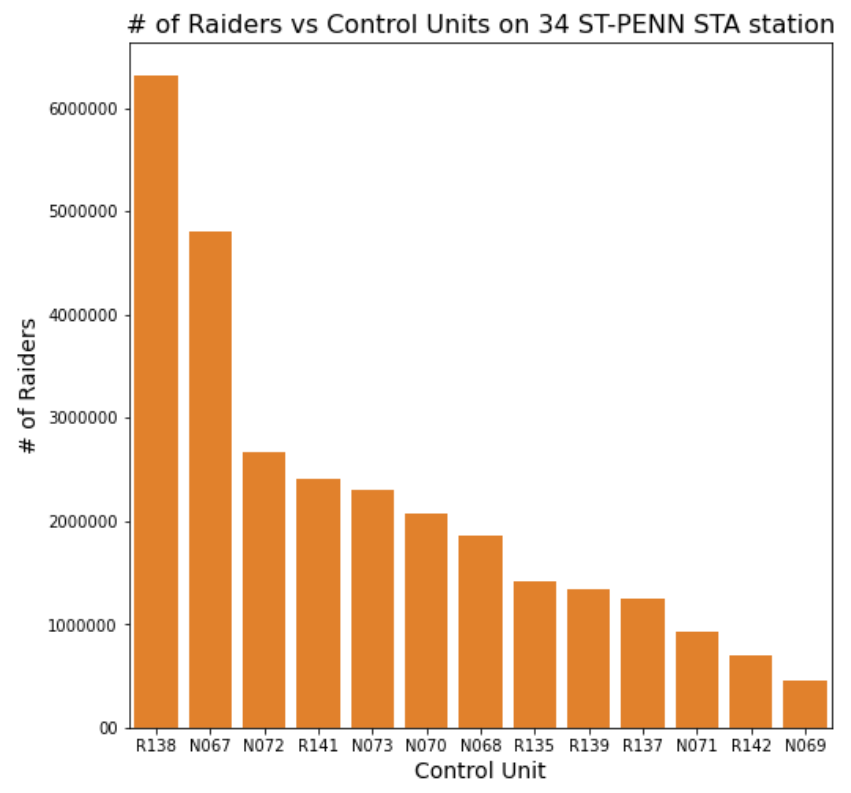 # of Raiders vs Control Units on 34 ST-PENN STA station
# of Raiders
6000000
5000000
4000000
3000000
2000000
1000000
00
R138 N067 N072 R141 N073 N070 N068 R135 R139 R137 N071 R142 N069
Control Unit